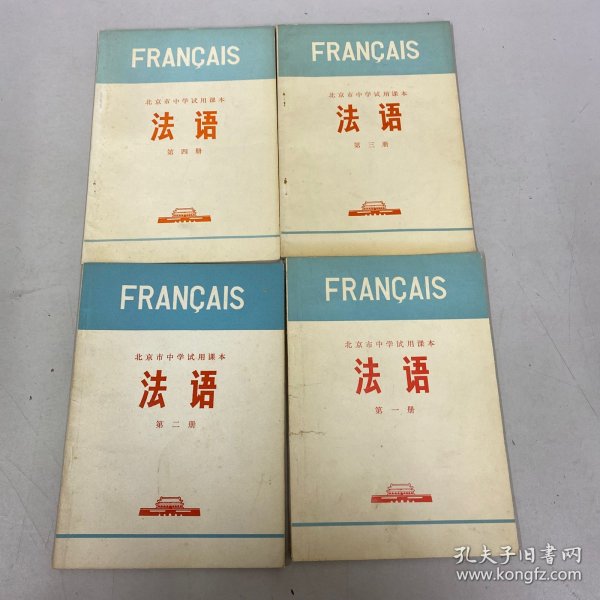 FRANÇAIS
北京市中学试用课本
法语
第四册
FRANÇAIS
北京市中学试用课本
法语
第三册
FRANÇAIS
北京市中学试用课本
法语
第二册
FRANÇAIS
北京市中学试用课本
法语
第一册
孔夫子旧书网
www.kongfz.com